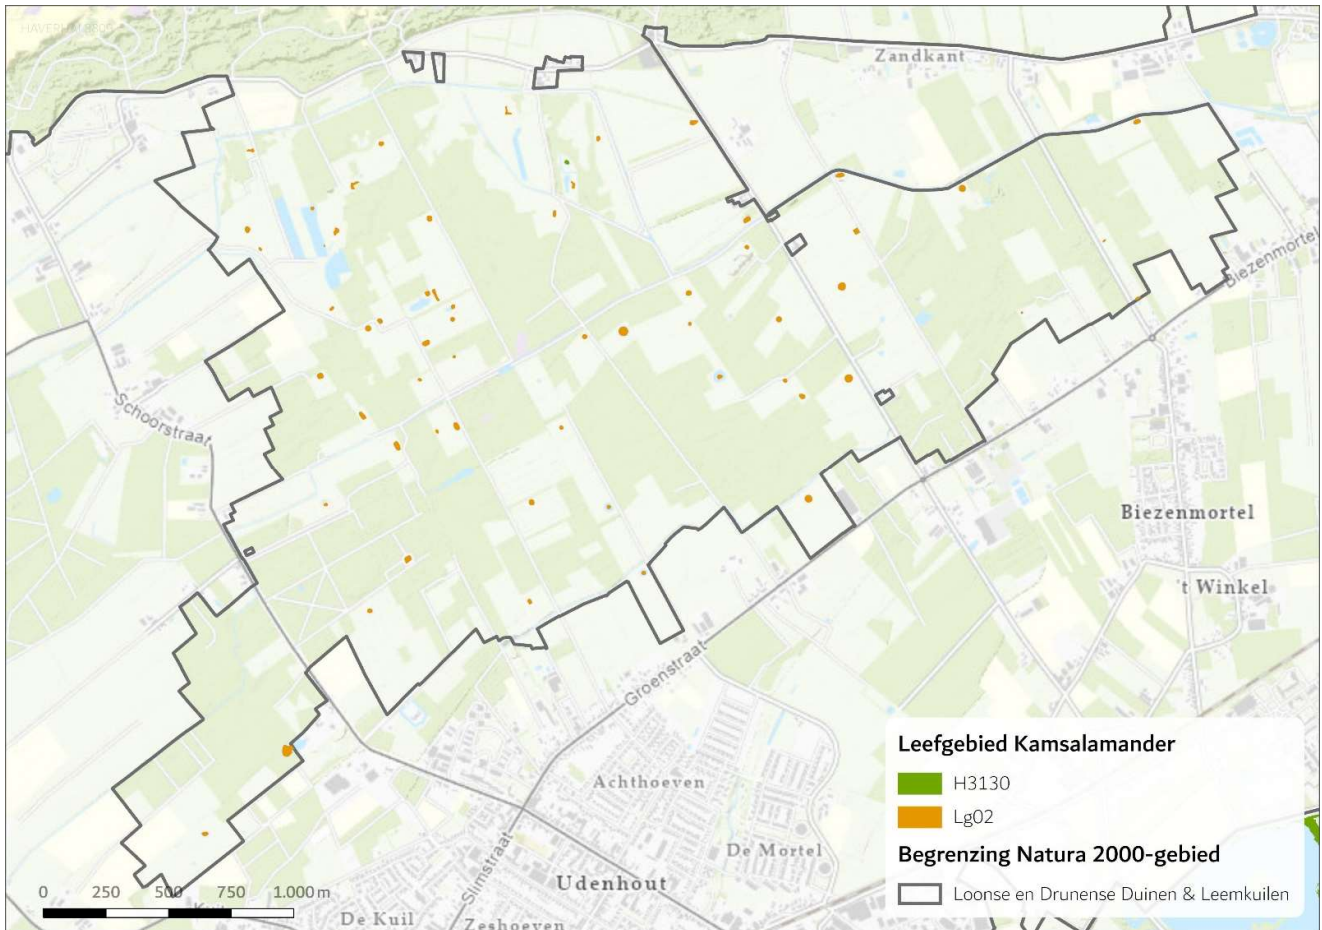 Zandkant
Biezenmortel
Schoorstraat
Biezenmortel
't Winkel
Groenstraat
Achthoeven
De Mortel
Slimstraat
Udenhout
De Kuil
Zeshoeven
0 250 500 750 1.000 m
Leefgebied Kamsalamander
H3130
Lg02
Begrenzing Natura 2000-gebied
Loonse en Drunense Duinen & Leemkuilen